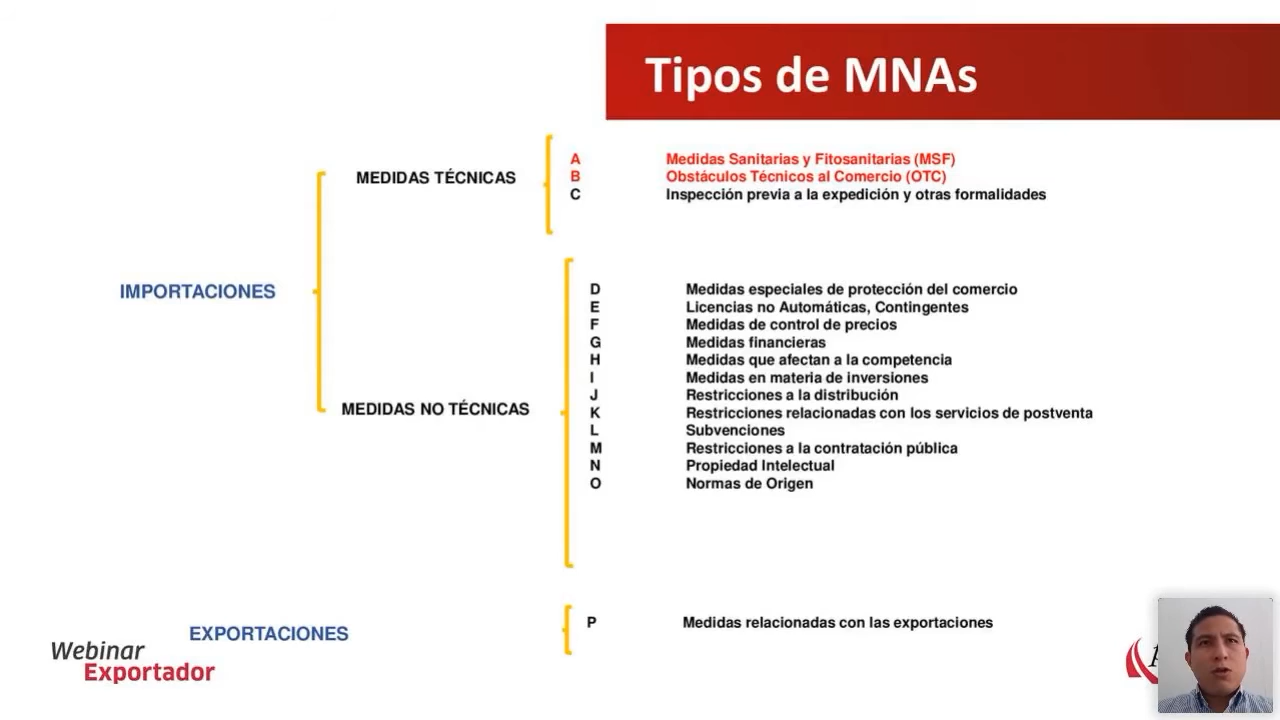 Tipos de MNAs
IMPORTACIONES
MEDIDAS TÉCNICAS
A Medidas Sanitarias y Fitosanitarias (MSF)
B Obstáculos Técnicos al Comercio (OTC)
C Inspección previa a la expedición y otras formalidades
MEDIDAS NO TÉCNICAS
D Medidas especiales de protección del comercio
E Licencias no Automáticas, Contingentes
F Medidas de control de precios
G Medidas financieras
H Medidas que afectan a la competencia
I Medidas en materia de inversiones
J Restricciones a la distribución
K Restricciones relacionadas con los servicios de postventa
L Subvenciones
M Restricciones a la contratación pública
N Propiedad Intelectual
O Normas de Origen
EXPORTACIONES
P Medidas relacionadas con las exportaciones
Webinar
Exportador